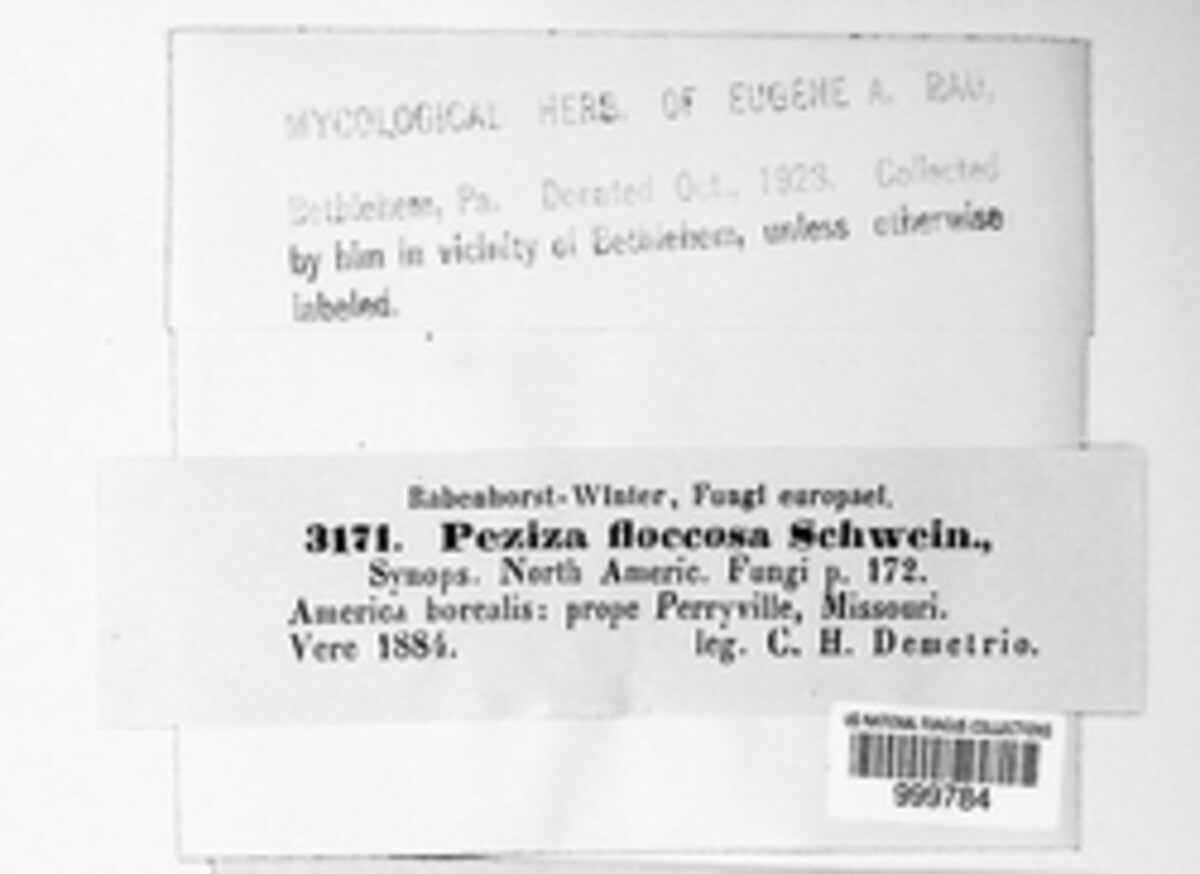 MYCOLOGICAL HERB. OF EUGENE A. RAU,
Bethlehem, Pa. Donated Oct., 1923. Collected
by him in vicinity of Bethlehem, unless otherwise
labeled.
Rabenhorst-Winter, Fungi europaei.
3171. Peziza floccosa Schwein.,
Synops. North Americ. Fungi p. 172.
America borealis: prope Perryville, Missouri.
Vere 1884. leg. C. H. Demetrio.
US NATIONAL FUNGUS COLLECTIONS
999784